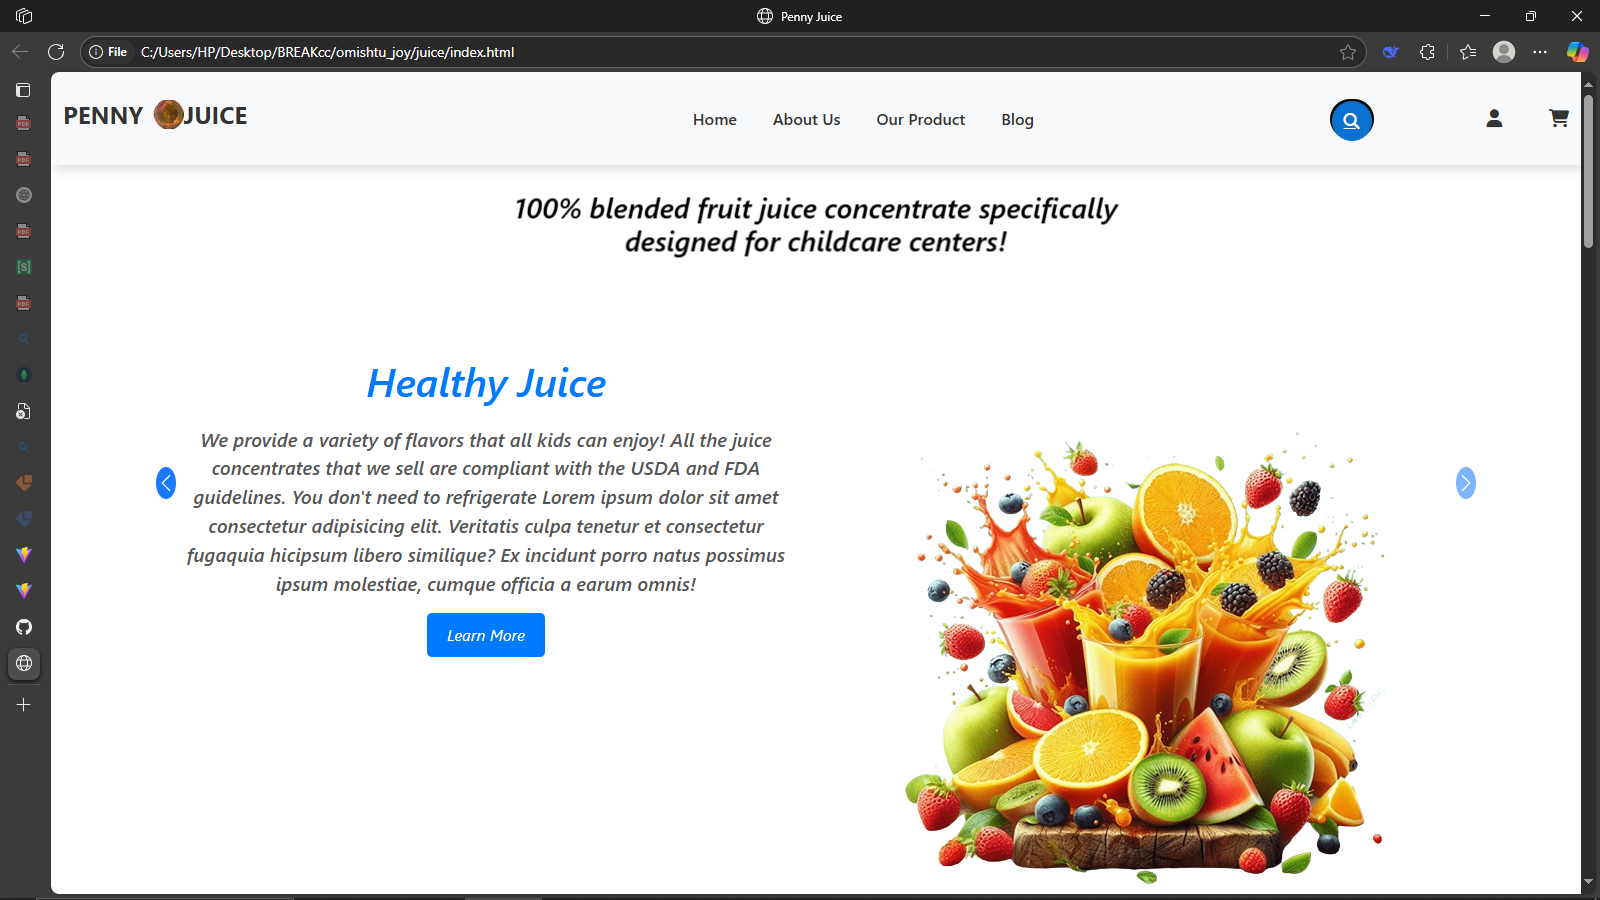 Penny Juice
File C:/Users/HP/Desktop/BREAKcc/omishtu_joy/juice/index.html
PDF
PDF
PDF
[S]
PDF
PENNY JUICE
Home About Us Our Product Blog
100% blended fruit juice concentrate specifically
designed for childcare centers!
Healthy Juice
We provide a variety of flavors that all kids can enjoy! All the juice
concentrates that we sell are compliant with the USDA and FDA
guidelines. You don't need to refrigerate Lorem ipsum dolor sit amet
consectetur adipisicing elit. Veritatis culpa tenetur et consectetur
fugaquia hicipsum libero similique? Ex incidunt porro natus possimus
ipsum molestiae, cumque officia a earum omnis!
Learn More